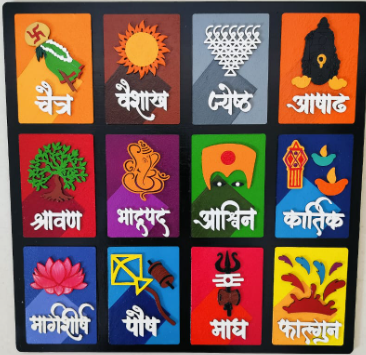 चैत्र
वैशाख
ज्येष्ठ
आषाढ
श्रावण
भाद्रपद
आश्विन
कार्तिक
मार्गशीर्ष
पौष
माघ
फाल्गुन